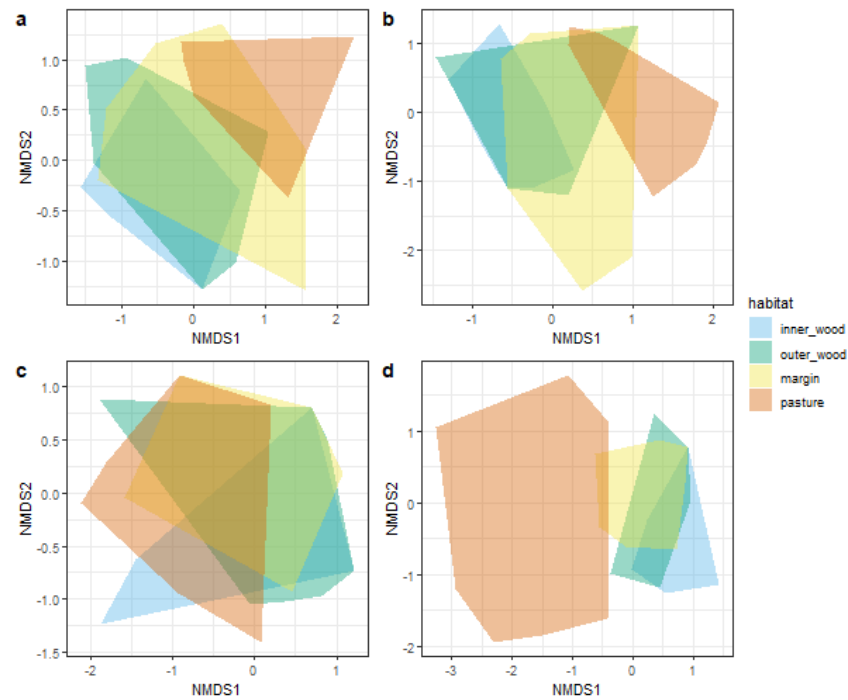 a
1.0
0.5
0.0
-0.5
-1.0
NMDS2
-1
0
1
2
NMDS1
b
1
0
-1
-2
NMDS2
-1
0
1
2
NMDS1
habitat
inner_wood
outer_wood
margin
pasture
c
1.0
0.5
0.0
-0.5
-1.0
-1.5
NMDS2
-2
-1
0
1
NMDS1
d
1
0
-1
-2
NMDS2
-3
-2
-1
0
1
NMDS1